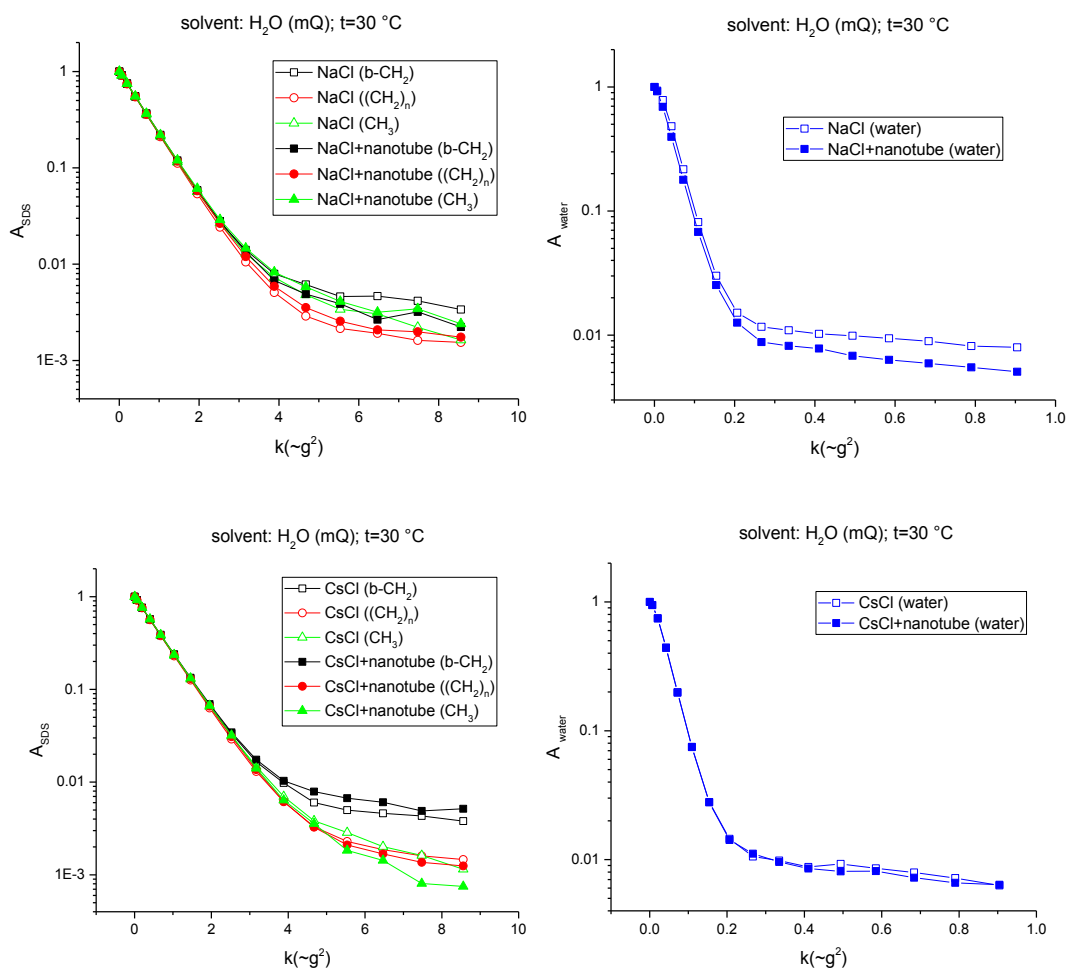 solvent: H₂O (mQ); t=30 °C
NaCl (b-CH₂)
NaCl ((CH₂)ₙ)
NaCl (CH₃)
NaCl+nanotube (b-CH₂)
NaCl+nanotube ((CH₂)ₙ)
NaCl+nanotube (CH₃)
1
0.1
0.01
1E-3
A_SDS
0 2 4 6 8 10
k(~g²)
solvent: H₂O (mQ); t=30 °C
NaCl (water)
NaCl+nanotube (water)
1
0.1
0.01
A water
0.0 0.2 0.4 0.6 0.8 1.0
k(~g²)
solvent: H₂O (mQ); t=30 °C
CsCl (b-CH₂)
CsCl ((CH₂)ₙ)
CsCl (CH₃)
CsCl+nanotube (b-CH₂)
CsCl+nanotube ((CH₂)ₙ)
CsCl+nanotube (CH₃)
1
0.1
0.01
1E-3
A_SDS
0 2 4 6 8 10
k(~g²)
solvent: H₂O (mQ); t=30 °C
CsCl (water)
CsCl+nanotube (water)
1
0.1
0.01
A water
0.0 0.2 0.4 0.6 0.8 1.0
k(~g²)